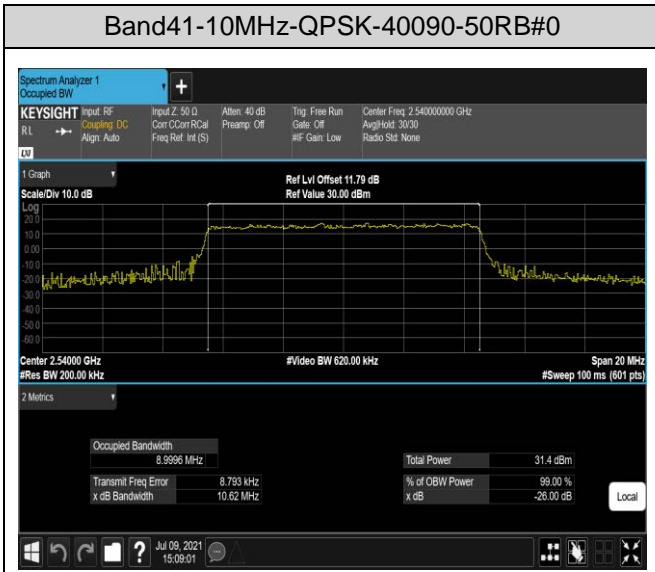 Band41-10MHz-QPSK-40090-50RB#0
Spectrum Analyzer 1
Occupied BW
+
KEYSIGHT Input: RF Input Z: 50 Ω Atten: 40 dB Trig: Free Run Center Freq: 2.540000000 GHz
RL Coupling: DC Corr CCorr RCal Preamp: Off Gate: Off Avg|Hold: 30/30
Align: Auto Freq Ref: Int (S) #IF Gain: Low Radio Std: None
LXI
1 Graph
Ref Lvl Offset 11.79 dB
Scale/Div 10.0 dB Ref Value 30.00 dBm
Log
20.0
10.0
0.00
-10.0
-20.0
-30.0
-40.0
-50.0
-60.0
Center 2.54000 GHz #Video BW 620.00 kHz Span 20 MHz
#Res BW 200.00 kHz #Sweep 100 ms (601 pts)
2 Metrics
Occupied Bandwidth
8.9996 MHz Total Power 31.4 dBm
Transmit Freq Error 8.793 kHz % of OBW Power 99.00 %
x dB Bandwidth 10.62 MHz x dB -26.00 dB
Local
? Jul 09, 2021
15:09:01